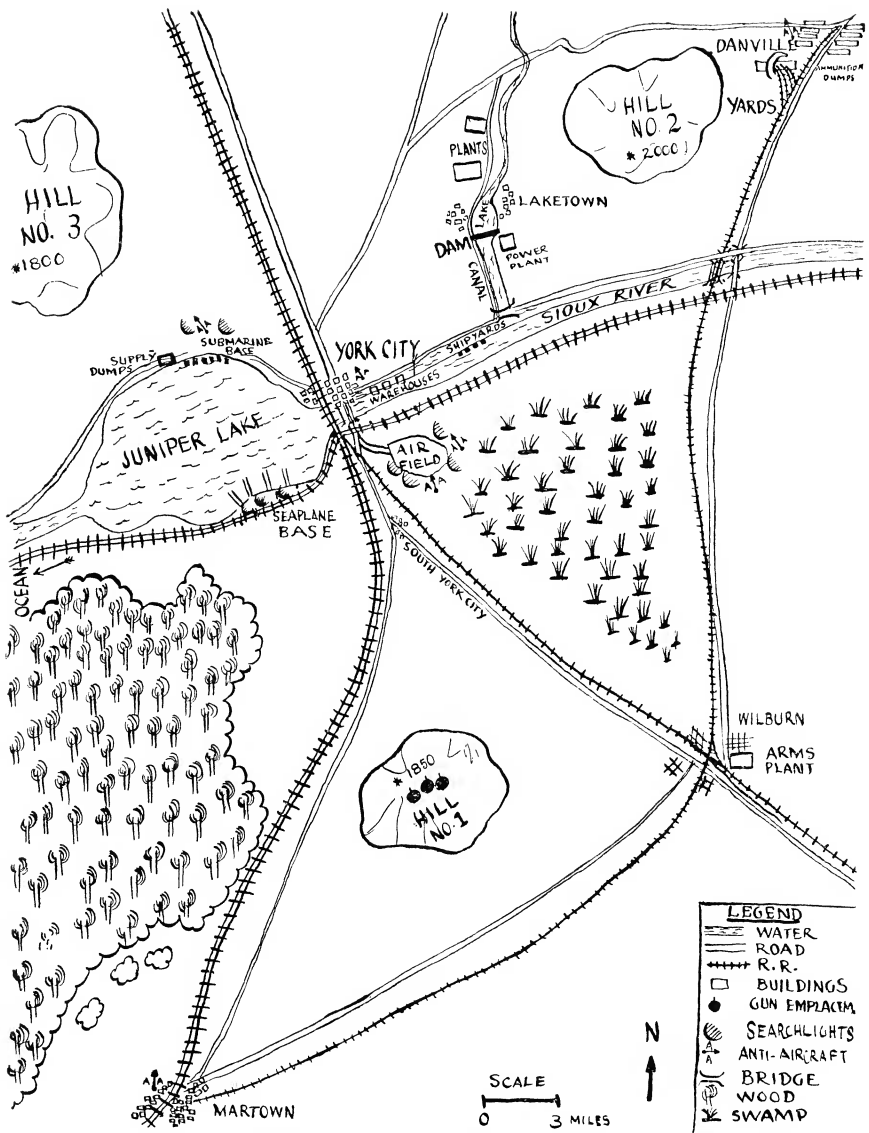 DANVILLE
A A
AMMUNITION
DUMPS
YARDS
HILL
NO. 2
* 2000
PLANTS
LAKETOWN
LAKE
DAM
POWER
PLANT
CANAL
HILL
NO. 3
*1800
SIOUX RIVER
SHIPYARDS
A A
SUBMARINE
BASE
SUPPLY
DUMPS
YORK CITY
A
WAREHOUSES
JUNIPER LAKE
AIR
FIELD
A A
A A
SEAPLANE
BASE
SOUTH YORK CITY
OCEAN
WILBURN
ARMS
PLANT
* 1850
HILL
NO. 1
LEGEND
WATER
ROAD
R.R.
BUILDINGS
GUN EMPLACEM.
SEARCHLIGHTS
A
A
ANTI-AIRCRAFT
BRIDGE
WOOD
SWAMP
N
SCALE
0 3 MILES
A A
MARTOWN